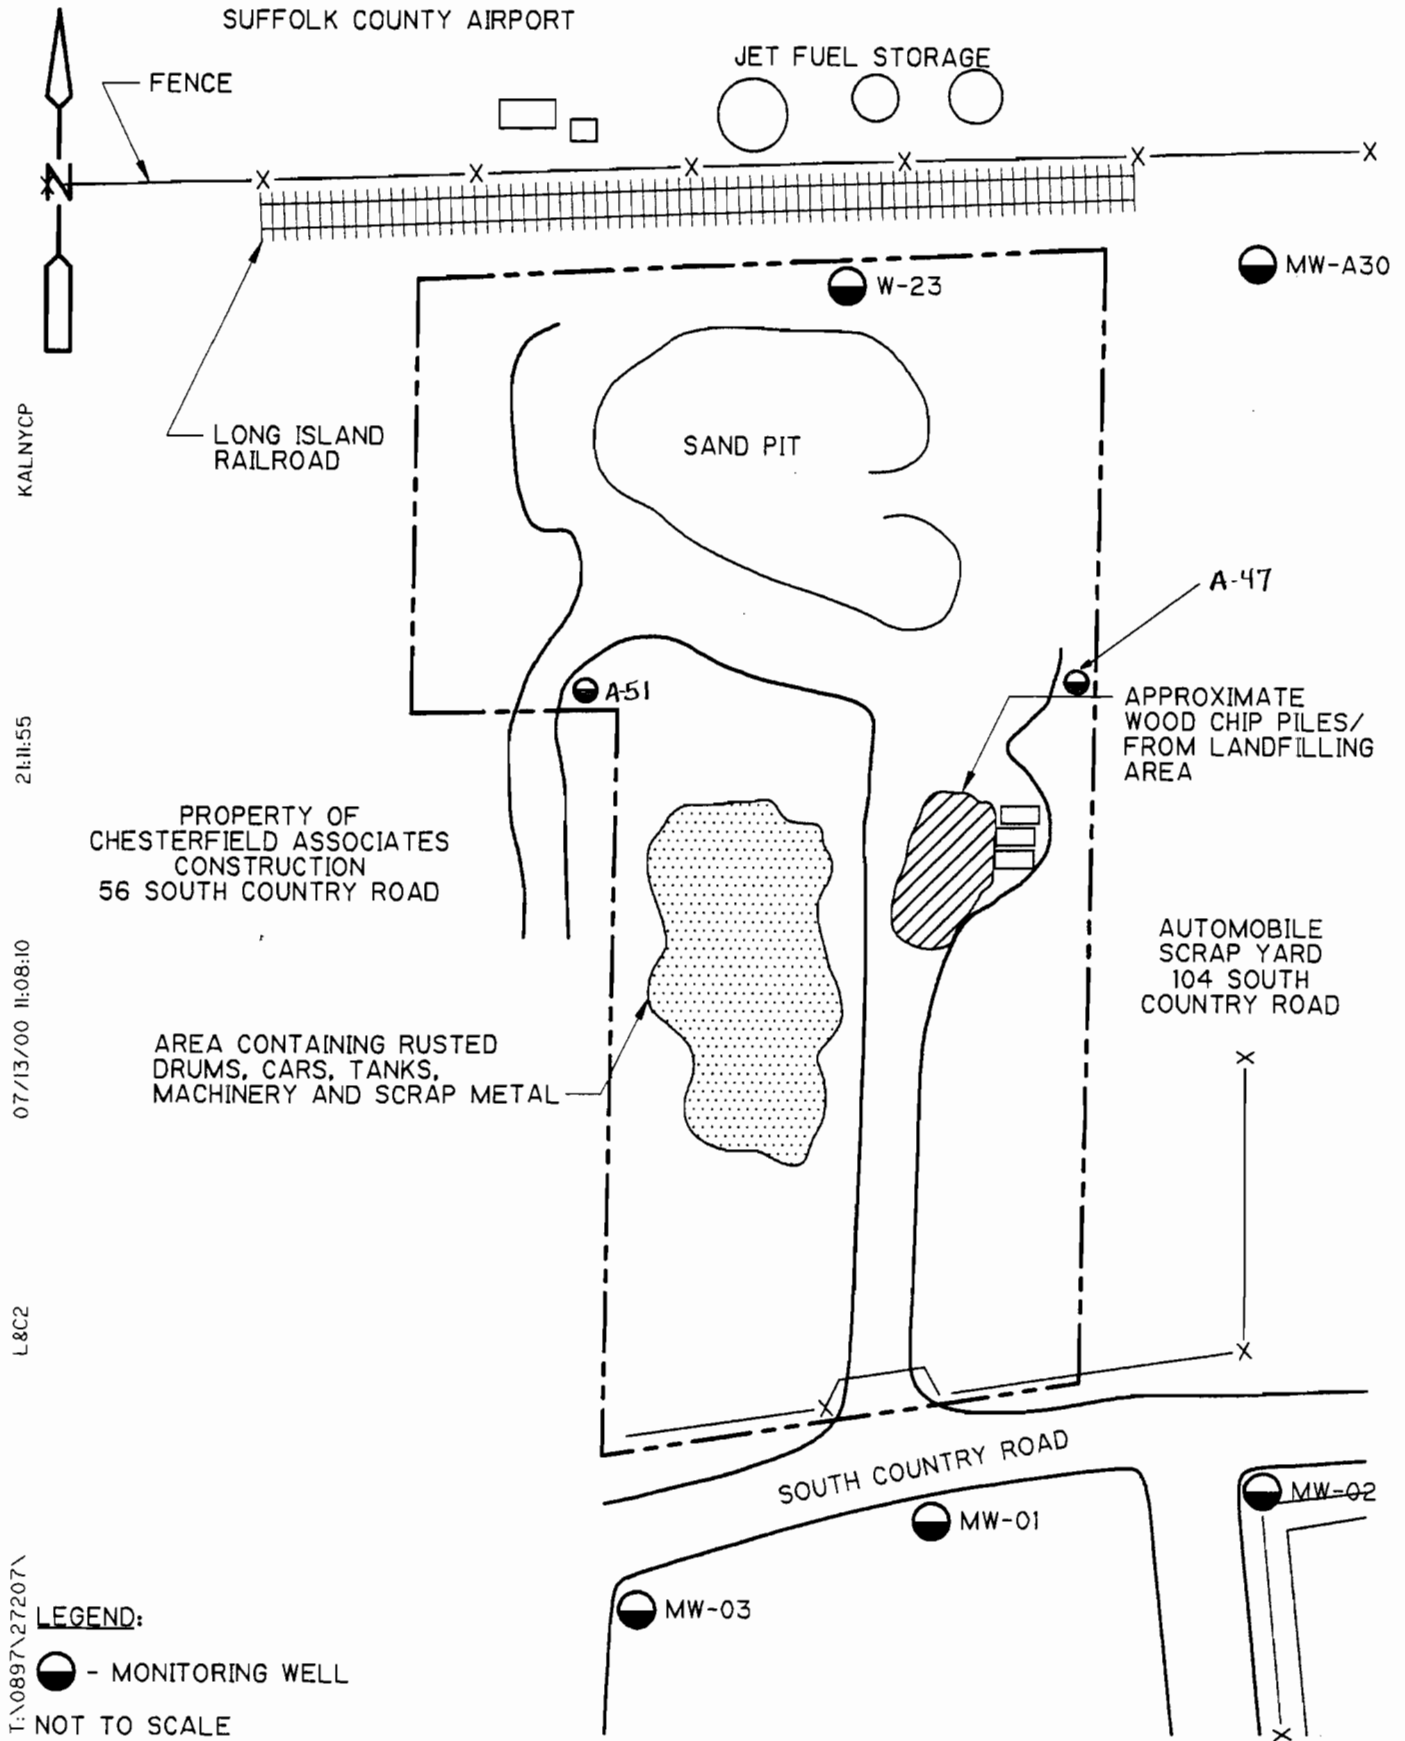 SUFFOLK COUNTY AIRPORT
JET FUEL STORAGE
FENCE
X X X X X X
N
W-23
MW-A30
KALNYCP
LONG ISLAND
RAILROAD
SAND PIT
A-47
A-51
APPROXIMATE
WOOD CHIP PILES/
FROM LANDFILLING
AREA
21:11:55
PROPERTY OF
CHESTERFIELD ASSOCIATES
CONSTRUCTION
56 SOUTH COUNTRY ROAD
AUTOMOBILE
SCRAP YARD
104 SOUTH
COUNTRY ROAD
07/13/00 11:08:10
AREA CONTAINING RUSTED
DRUMS, CARS, TANKS,
MACHINERY AND SCRAP METAL
X
L8C2
X
X
SOUTH COUNTRY ROAD
MW-02
MW-01
MW-03
T:\0897\27207\
LEGEND:
- MONITORING WELL
NOT TO SCALE
X